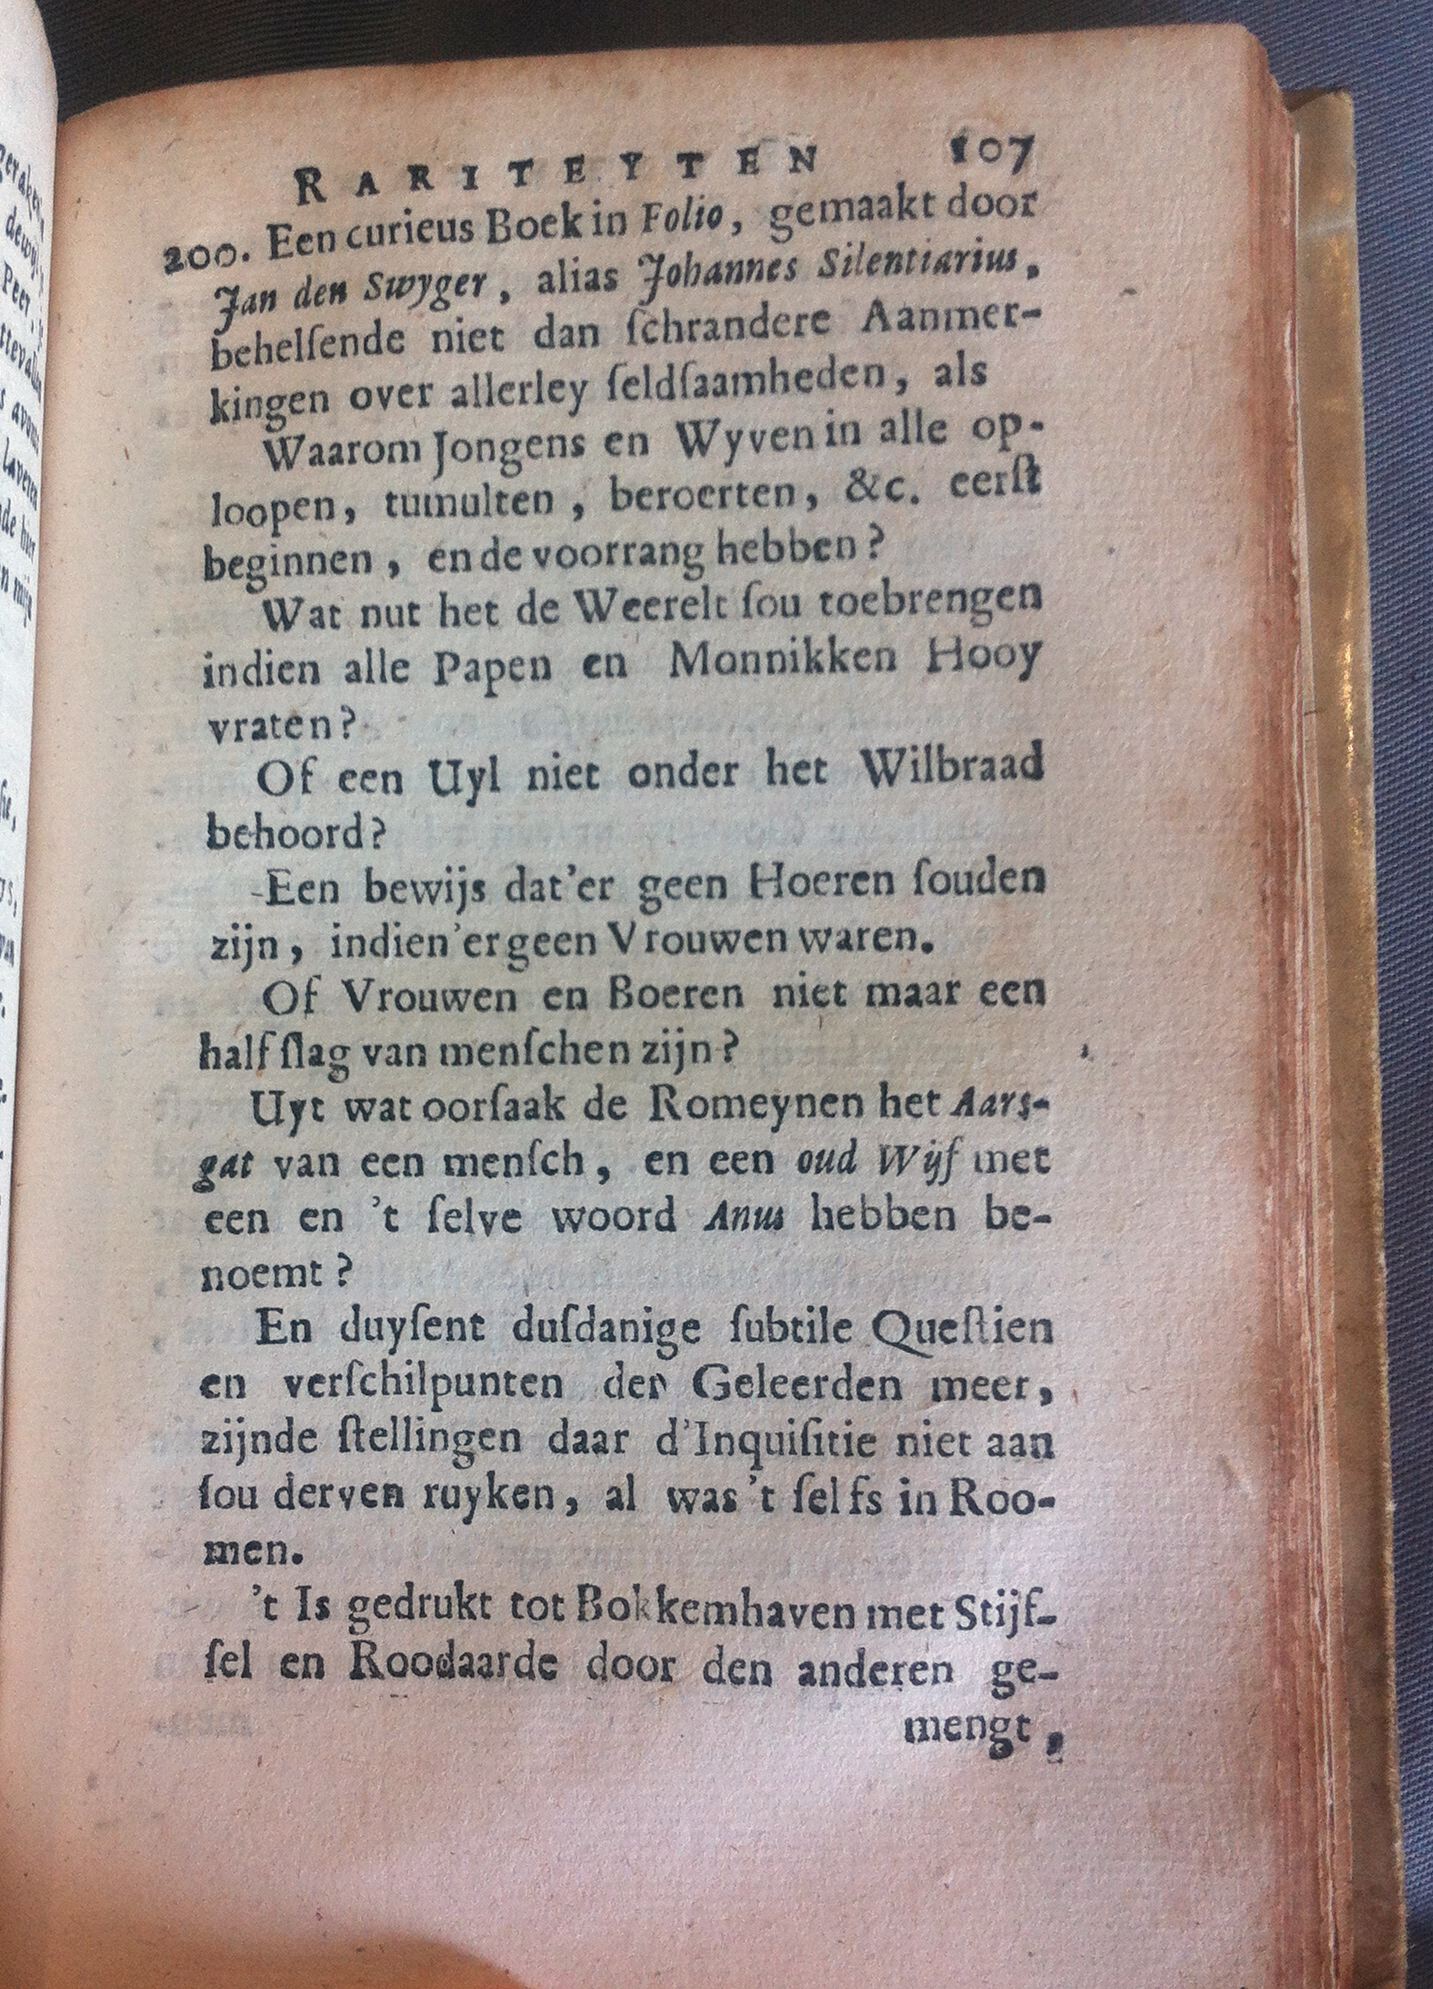 RARITEYTEN 107
200. Een curieus Boek in Folio, gemaakt door
Jan den Swyger, alias Johannes Silentiarius,
behelſende niet dan ſchrandere Aanmer-
kingen over allerley ſeldſaamheden, als
Waarom Jongens en Wyven in alle op-
loopen, tumulten, beroerten, &c. eerſt
beginnen, en de voorrang hebben?
Wat nut het de Weerelt ſou toebrengen
indien alle Papen en Monnikken Hooy
vraten?
Of een Uyl niet onder het Wilbraad
behoord?
Een bewijs dat'er geen Hoeren ſouden
zijn, indien'er geen Vrouwen waren.
Of Vrouwen en Boeren niet maar een
half ſlag van menſchen zijn?
Uyt wat oorſaak de Romeynen het Aars-
gat van een menſch, en een oud Wijf met
een en 't ſelve woord Anus hebben be-
noemt?
En duyſent duſdanige ſubtile Queſtien
en verſchilpunten der Geleerden meer,
zijnde ſtellingen daar d'Inquiſitie niet aan
ſou derven ruyken, al was 't ſelfs in Roo-
men.
't Is gedrukt tot Bokkemhaven met Stijf-
ſel en Roodaarde door den anderen ge-
mengt,